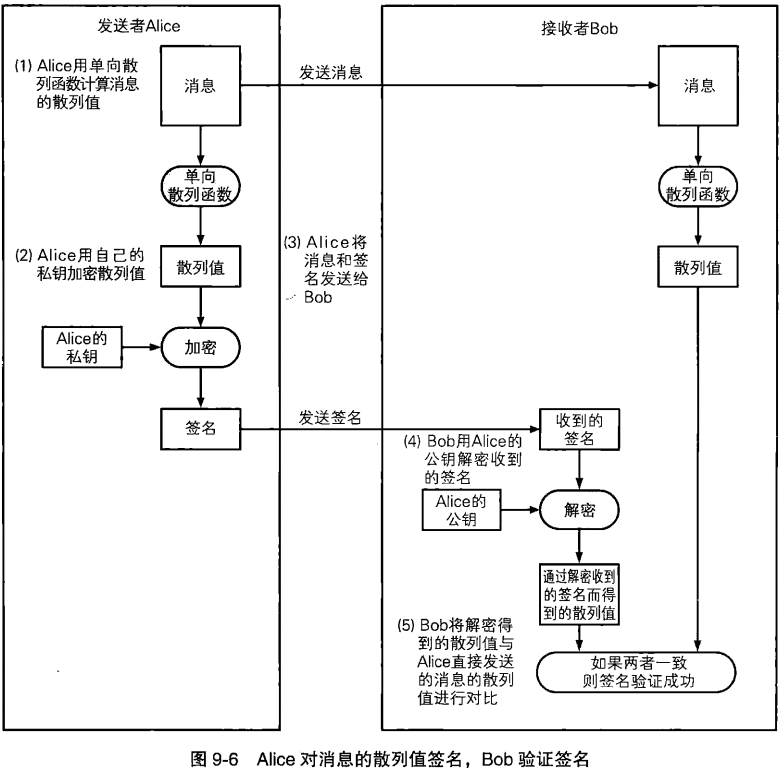 发送者Alice
接收者Bob
(1) Alice用单向散
列函数计算消息
的散列值
消息
发送消息
消息
单向
散列函数
单向
散列函数
(2) Alice用自己的
私钥加密散列值
散列值
(3) Alice将
消息和签
名发送给
Bob
散列值
Alice的
私钥
加密
签名
发送签名
收到的
签名
(4) Bob用Alice的
公钥解密收到
的签名
Alice的
公钥
解密
通过解密收到
的签名而得
到的散列值
(5) Bob将解密得
到的散列值与
Alice直接发送
的消息的散列
值进行对比
如果两者一致
则签名验证成功
图 9-6 Alice 对消息的散列值签名，Bob 验证签名